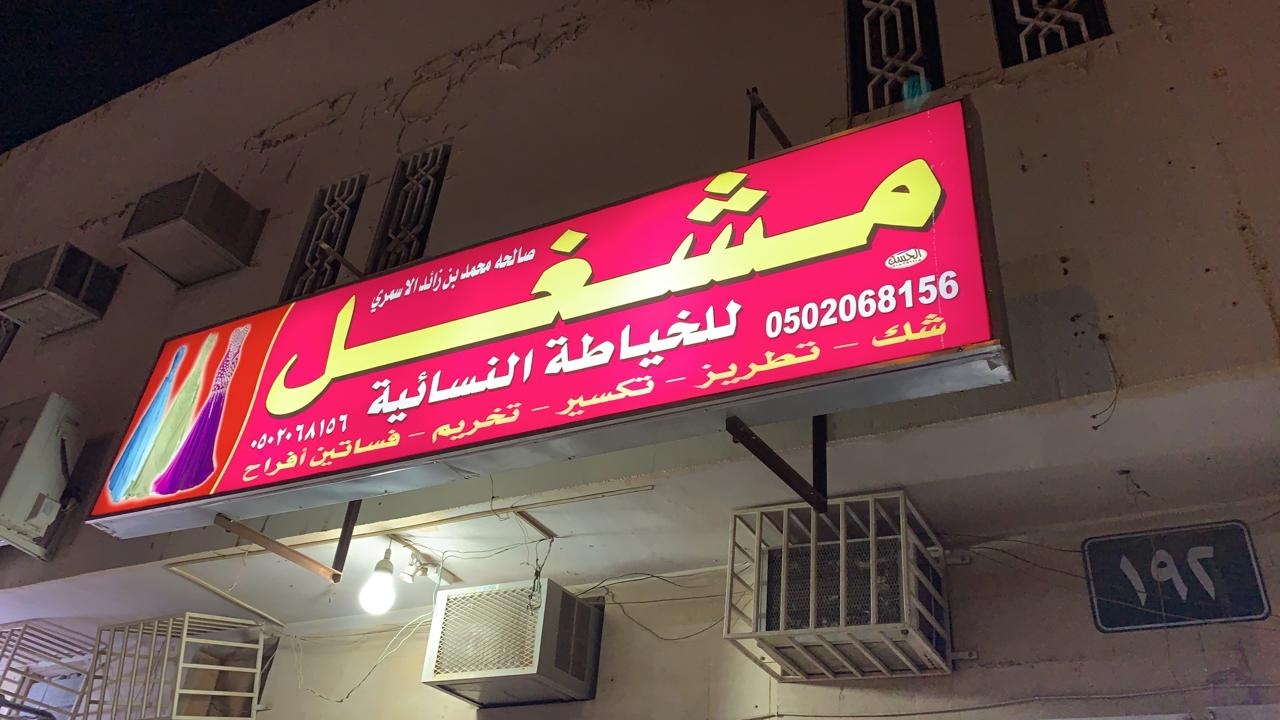 صالحه محمد بن زائد الاسمري
مشغل
للخياطة النسائية
0502068156
٠٥٠٢٠٦٨١٥٦
شك - تطريز - تكسير - تخريم - فساتين أفراح
١٩٢